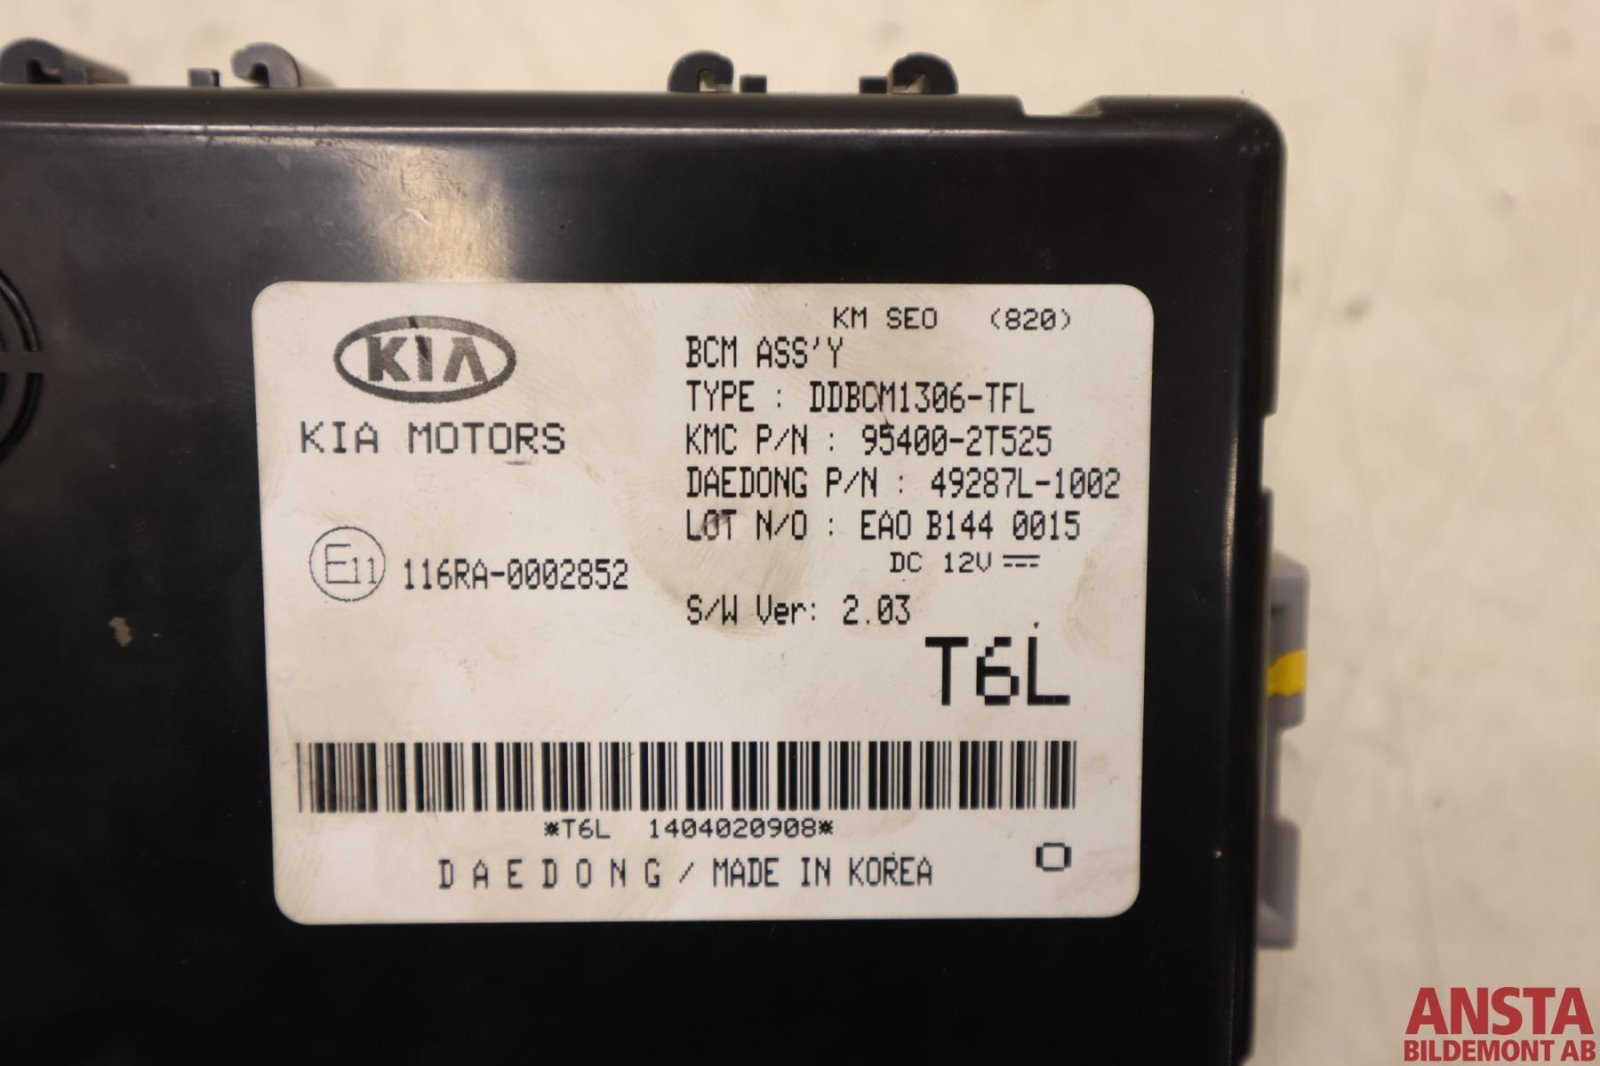 KIA
KIA MOTORS
E11 116RA-0002852
KM SEO (820)
BCM ASS'Y
TYPE : DDBCM1306-TFL
KMC P/N : 95400-2T525
DAEDONG P/N : 49287L-1002
LOT N/O : EAO B144 0015
DC 12V
S/W Ver: 2.03
T6L
*T6L 1404020908*
DAEDONG / MADE IN KOREA
O
ANSTA
BILDEMONT AB